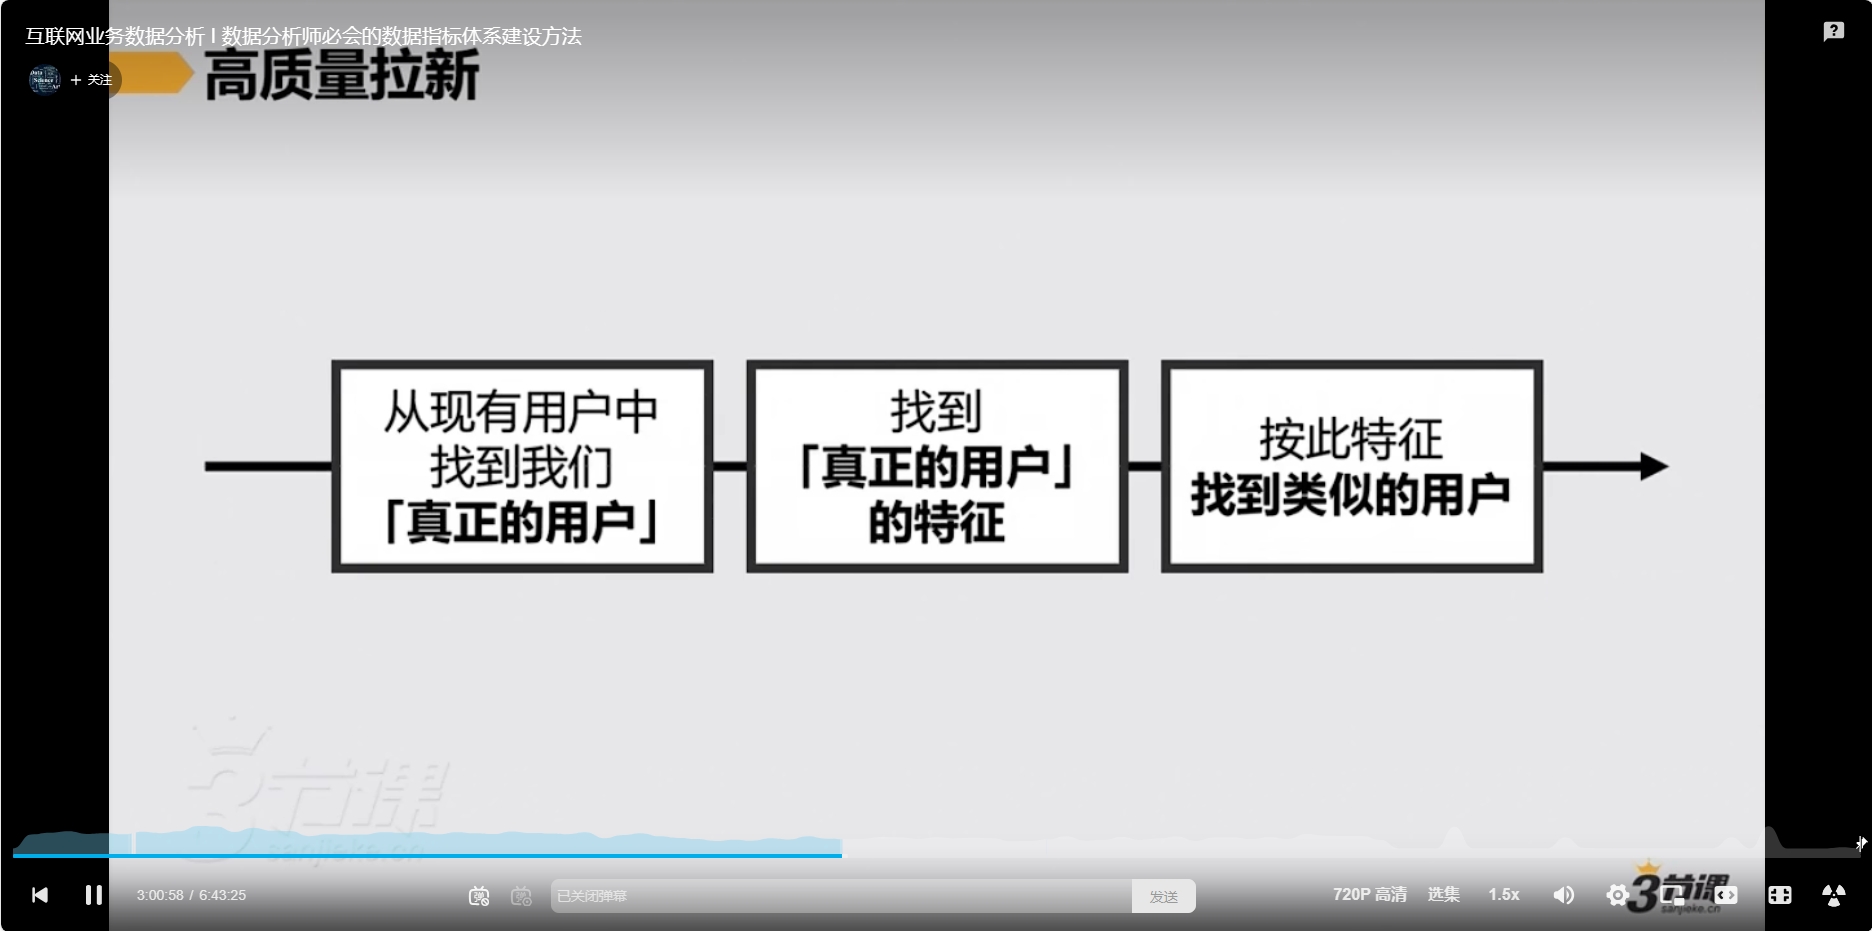 互联网业务数据分析 I 数据分析师必会的数据指标体系建设方法
+ 关注
高质量拉新
从现有用户中
找到我们
「真正的用户」
找到
「真正的用户」
的特征
按此特征
找到类似的用户
3节课
sanjieke.cn
3:00:58 / 6:43:25
已关闭弹幕
发送
720P 高清
选集
1.5x
3节课
sanjieke.cn